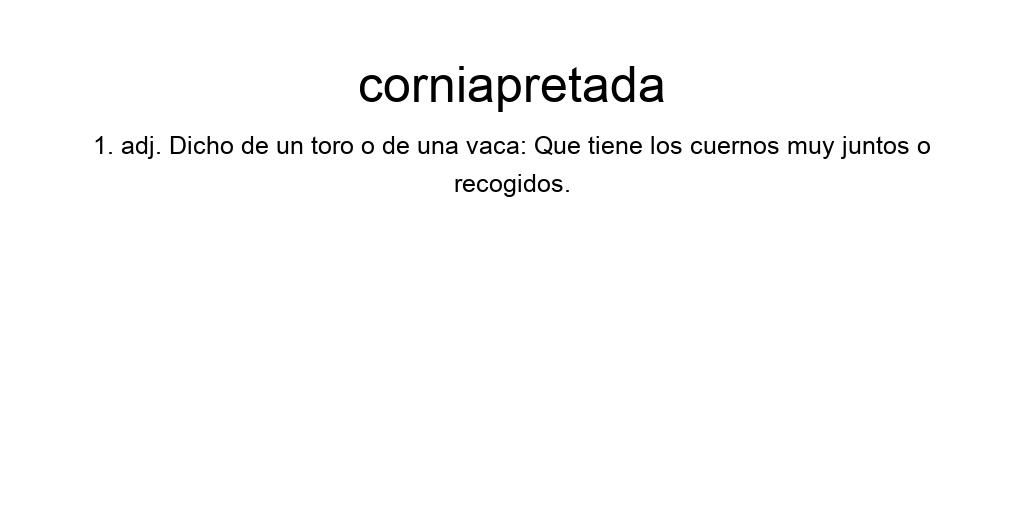 corniapretada
1. adj. Dicho de un toro o de una vaca: Que tiene los cuernos muy juntos o
recogidos.